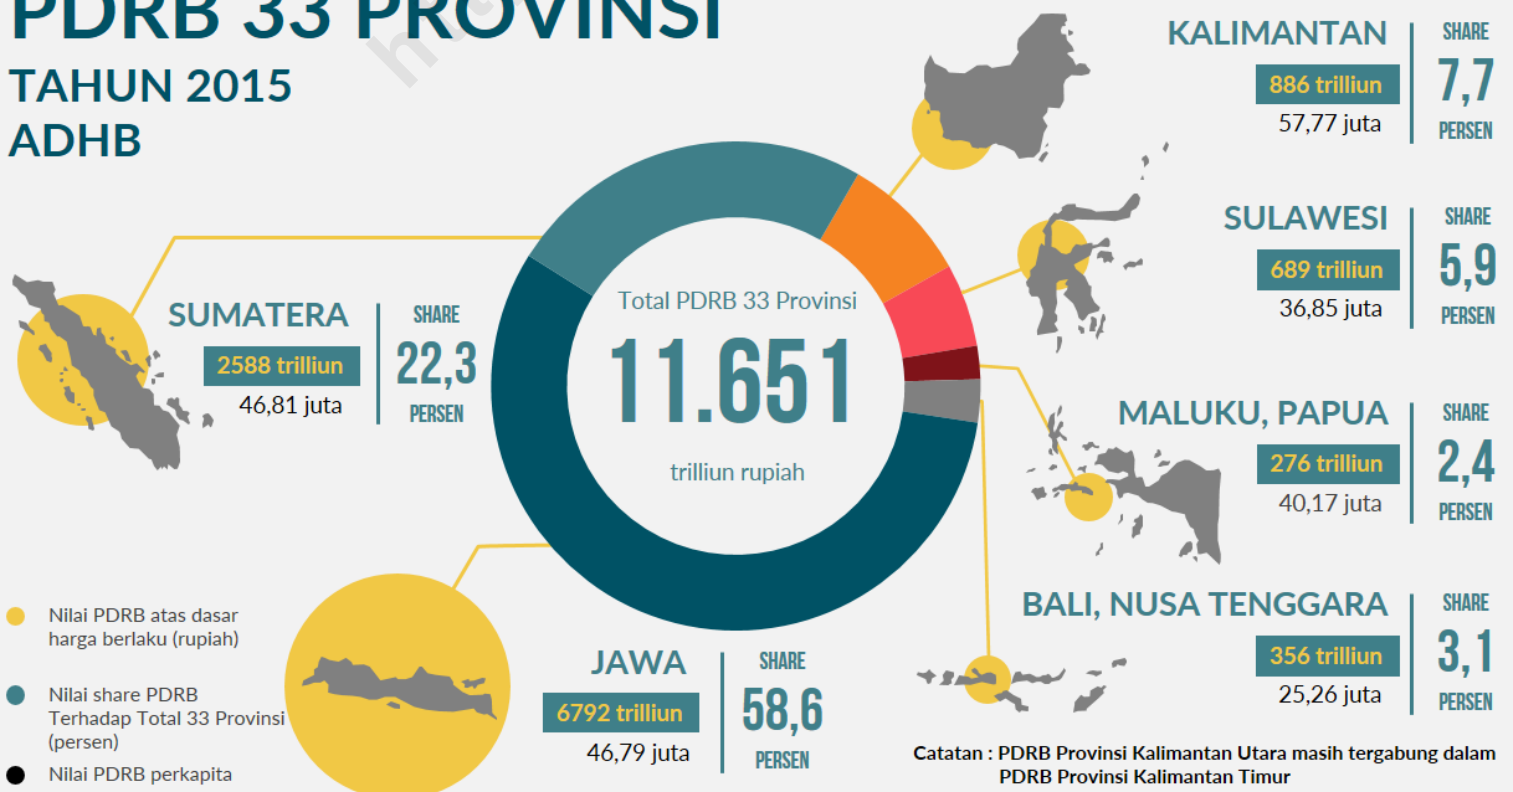 PDRB 33 PROVINSI
TAHUN 2015
ADHB
KALIMANTAN
886 trilliun
57,77 juta
SHARE
7,7
PERSEN
SULAWESI
689 trilliun
36,85 juta
SHARE
5,9
PERSEN
SUMATERA
2588 trilliun
46,81 juta
SHARE
22,3
PERSEN
Total PDRB 33 Provinsi
11.651
trilliun rupiah
MALUKU, PAPUA
276 trilliun
40,17 juta
SHARE
2,4
PERSEN
BALI, NUSA TENGGARA
356 trilliun
25,26 juta
SHARE
3,1
PERSEN
JAWA
6792 trilliun
46,79 juta
SHARE
58,6
PERSEN
Nilai PDRB atas dasar
harga berlaku (rupiah)
Nilai share PDRB
Terhadap Total 33 Provinsi
(persen)
Nilai PDRB perkapita
Catatan : PDRB Provinsi Kalimantan Utara masih tergabung dalam
PDRB Provinsi Kalimantan Timur